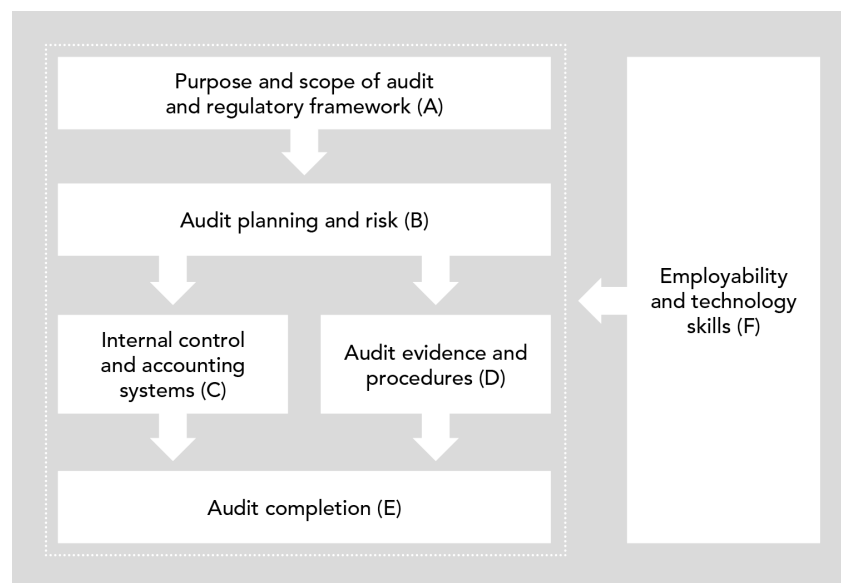 Purpose and scope of audit
and regulatory framework (A)
Audit planning and risk (B)
Internal control
and accounting
systems (C)
Audit evidence and
procedures (D)
Audit completion (E)
Employability
and technology
skills (F)